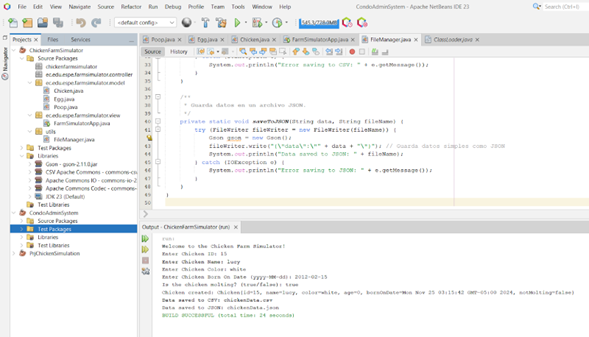 CondoAdminSystem - Apache NetBeans IDE 23
File Edit View Navigate Source Refactor Run Debug Profile Team Tools Window Help
Search (Ctrl+I)
<default config>
Projects Files Services
Poop.java Egg.java Chicken.java FarmSimulatorApp.java FileManager.java ClassLoader.java
Source History
Navigator
ChickenFarmSimulator
Source Packages
chickenfarmsimulator
ec.edu.espe.farmsimulator.controller
ec.edu.espe.farmsimulator.model
Chicken.java
Egg.java
Poop.java
ec.edu.espe.farmsimulator.view
FarmSimulatorApp.java
utils
FileManager.java
Test Packages
Libraries
Gson - gson-2.11.0.jar
CSV Apache Commons - commons-cs
Apache Commons IO - commons-io-2.
Apache Commons Codec - commons-
JDK 23 (Default)
Test Libraries
CondoAdminSystem
Source Packages
Test Packages
Libraries
Test Libraries
PryChickenSimulation
33 System.out.println("Error saving to CSV: " + e.getMessage());
34 }
35 }
36
37 /**
38 * Guarda datos en un archivo JSON.
39 */
40 private static void saveToJSON(String data, String fileName) {
41 try (FileWriter fileWriter = new FileWriter(fileName)) {
Gson gson = new Gson();
43 fileWriter.write("{\"data\":\"" + data + "\"}"); // Guarda datos simples como JSON
44 System.out.println("Data saved to JSON: " + fileName);
45 } catch (IOException e) {
46 System.out.println("Error saving to JSON: " + e.getMessage());
47 }
48 }
49 }
50
Output - ChickenFarmSimulator (run)
run:
Welcome to the Chicken Farm Simulator!
Enter Chicken ID: 15
Enter Chicken Name: lucy
Enter Chicken Color: white
Enter Chicken Born On Date (yyyy-MM-dd): 2012-02-15
Is the chicken molting? (true/false): true
Chicken created: Chicken{id=15, name=lucy, color=white, age=0, bornOnDate=Mon Nov 25 03:15:42 GMT-05:00 2024, notMolting=false}
Data saved to CSV: chickenData.csv
Data saved to JSON: chickenData.json
BUILD SUCCESSFUL (total time: 24 seconds)